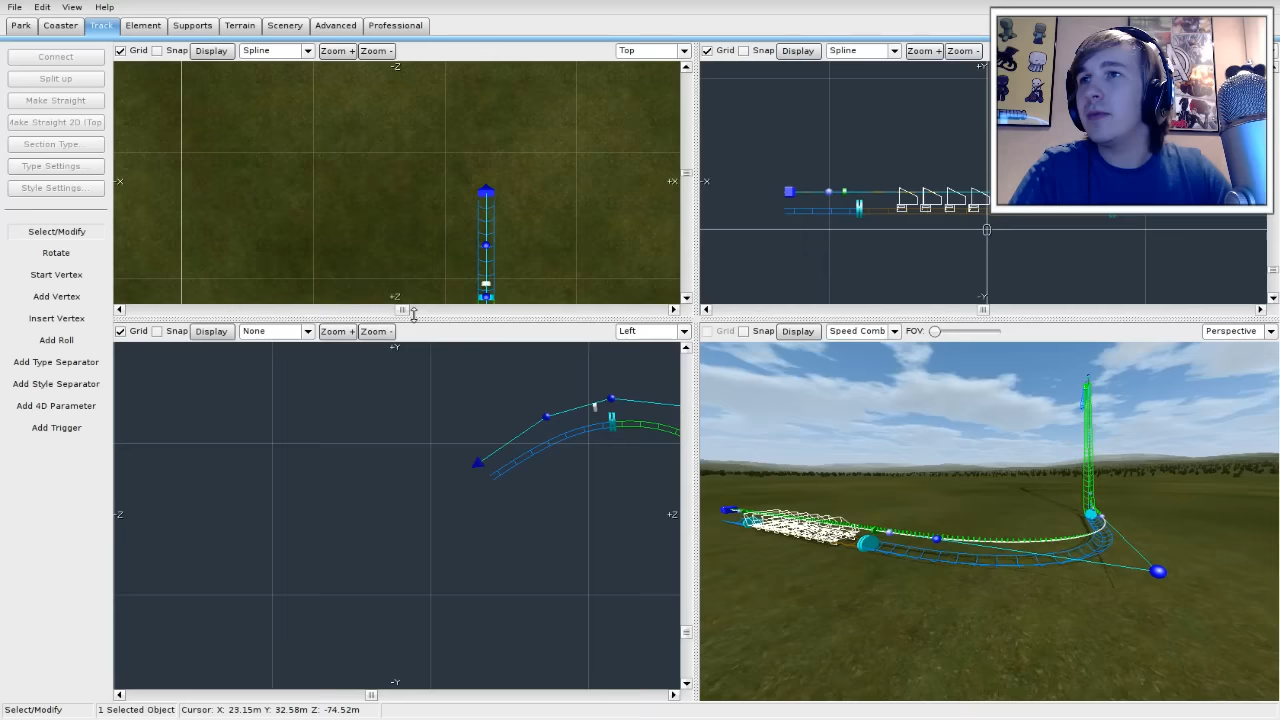 File Edit View Help
Park Coaster Track Element Supports Terrain Scenery Advanced Professional
Connect
Split up
Make Straight
Make Straight 2D (Top
Section Type...
Type Settings...
Style Settings...
Select/Modify
Rotate
Start Vertex
Add Vertex
Insert Vertex
Add Roll
Add Type Separator
Add Style Separator
Add 4D Parameter
Add Trigger
Grid Snap Display Spline Zoom + Zoom - Top
-Z
-X +X
+Z
Grid Snap Display Spline Zoom + Zoom -
+Y
-X
-Y
Grid Snap Display None Zoom + Zoom - Left
+Y
-Z +Z
-Y
Grid Snap Display Speed Comb FOV: Perspective
Select/Modify 1 Selected Object Cursor: X: 23.15m Y: 32.58m Z: -74.52m